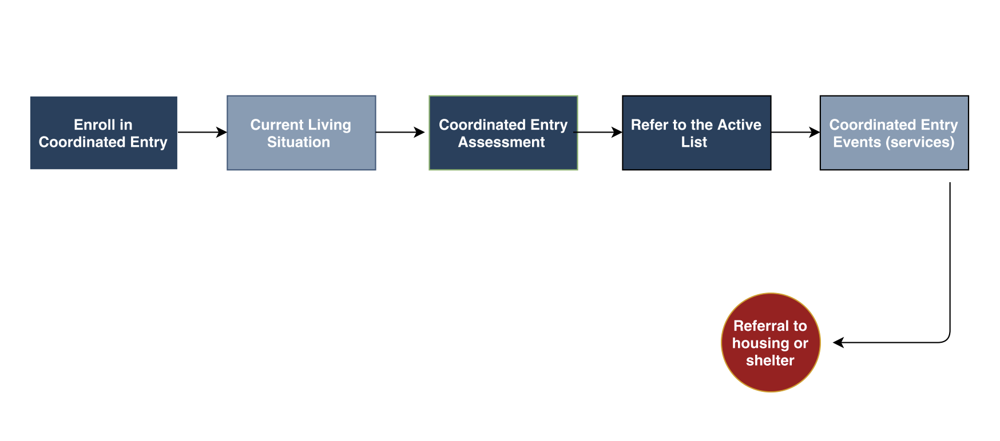 Enroll in
Coordinated Entry
Current Living
Situation
Coordinated Entry
Assessment
Refer to the Active
List
Coordinated Entry
Events (services)
Referral to
housing or
shelter